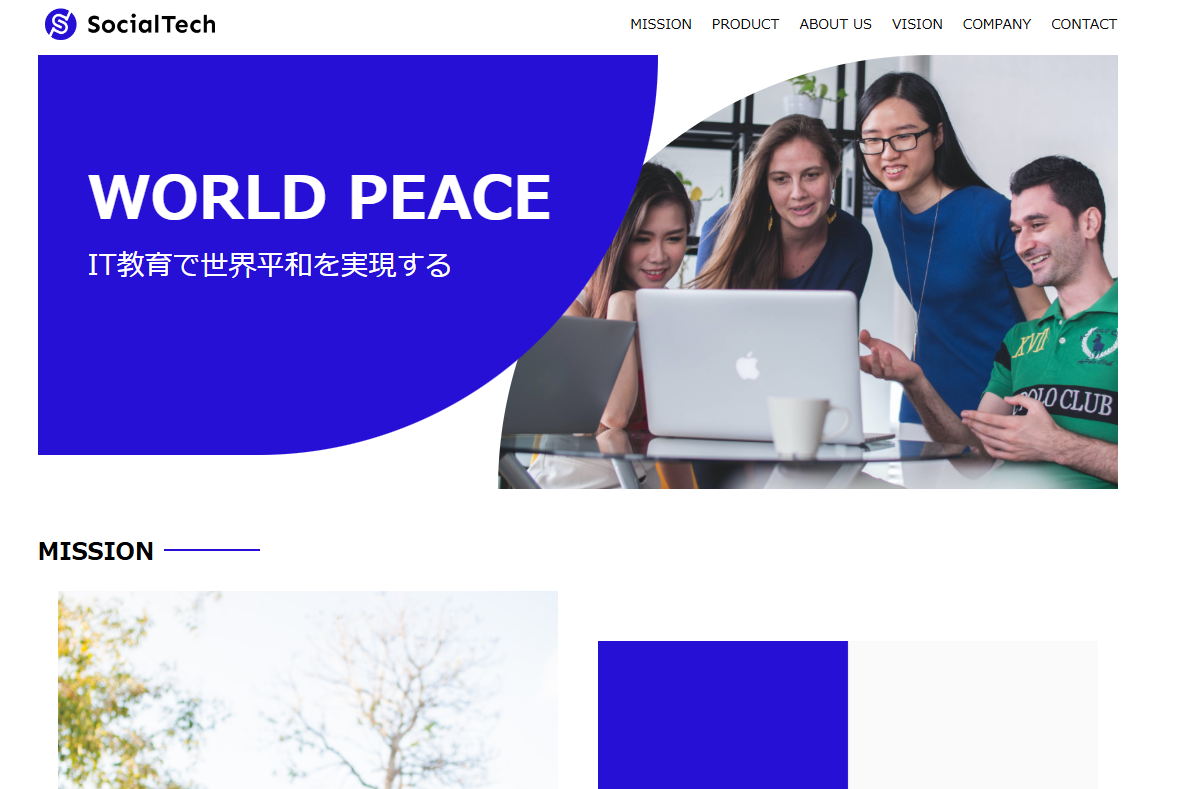 SocialTech
MISSION PRODUCT ABOUT US VISION COMPANY CONTACT
WORLD PEACE
IT教育で世界平和を実現する
XVII
POLO CLUB
MISSION